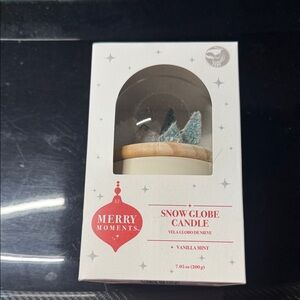 MERRY
MOMENTS.
SNOW GLOBE
CANDLE
VELA GLOBO DE NIEVE
VANILLA MINT
7.05 oz (200 g)